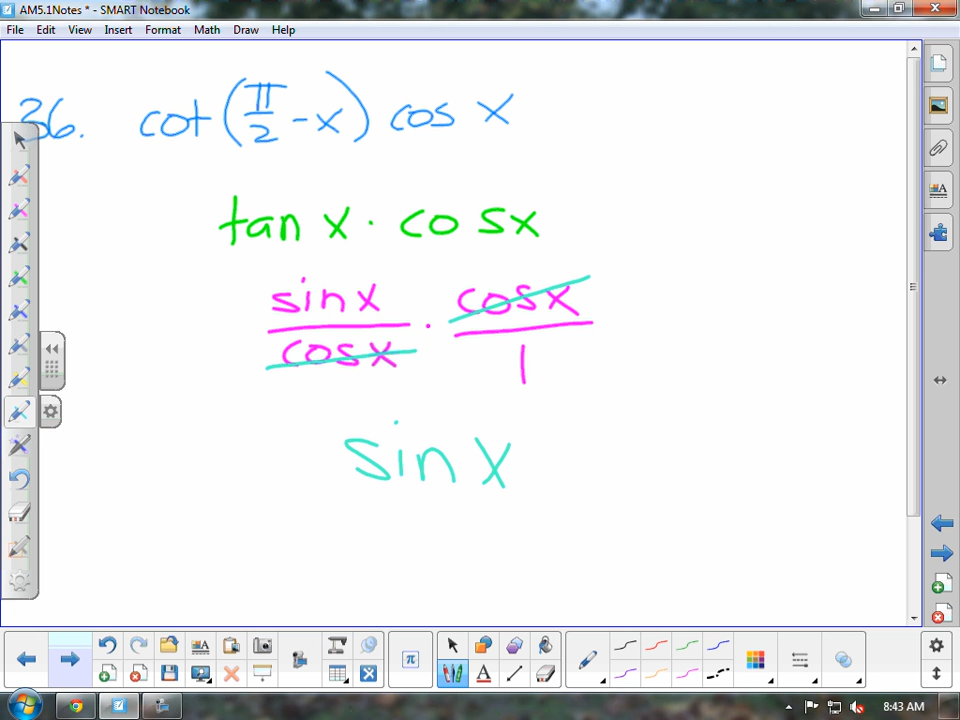 AM5.1Notes * - SMART Notebook
File Edit View Insert Format Math Draw Help
36. cot(π/2 - x) cos x
tan x · cos x
sin x/cos x · cos x/1
sin x
π
A
8:43 AM